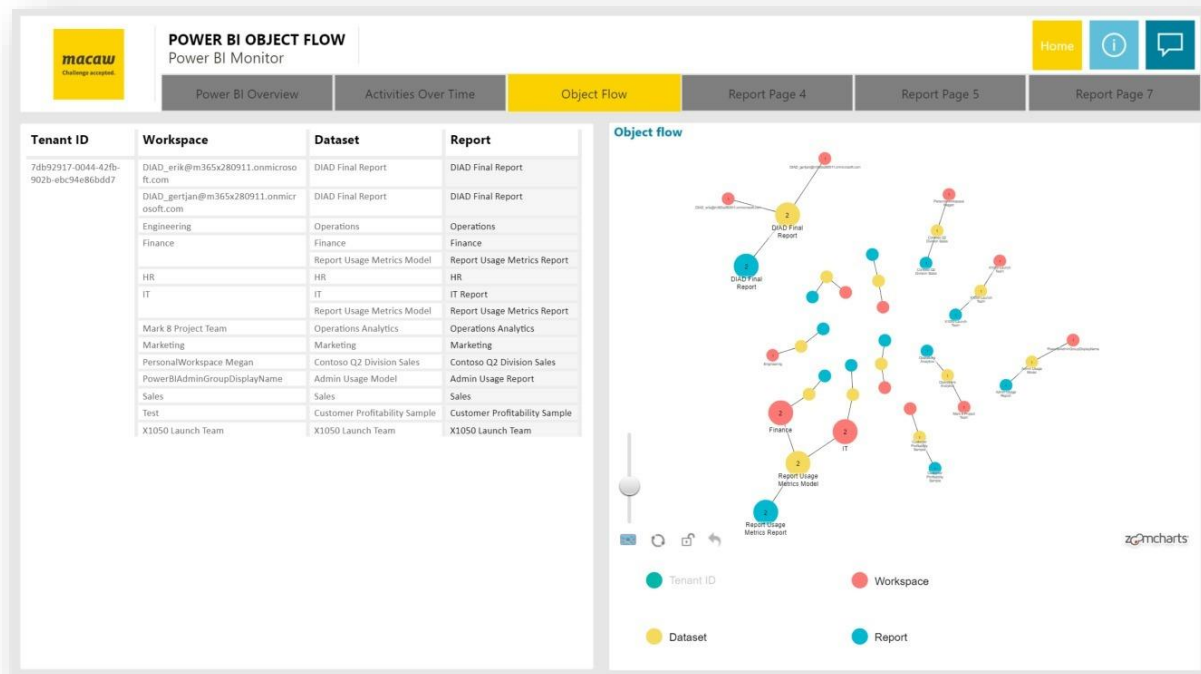 macaw
Challenge accepted.
POWER BI OBJECT FLOW
Power BI Monitor
Home
Power BI Overview
Activities Over Time
Object Flow
Report Page 4
Report Page 5
Report Page 7
Tenant ID Workspace Dataset Report
7db92917-0044-42fb-
902b-ebc94e86bdd7
DIAD_erik@m365x280911.onmicroso
ft.com
DIAD Final Report DIAD Final Report
DIAD_gertjan@m365x280911.onmicr
osoft.com
DIAD Final Report DIAD Final Report
Engineering Operations Operations
Finance Finance Finance
Report Usage Metrics Model Report Usage Metrics Report
HR HR HR
IT IT IT Report
Report Usage Metrics Model Report Usage Metrics Report
Mark 8 Project Team Operations Analytics Operations Analytics
Marketing Marketing Marketing
PersonalWorkspace Megan Contoso Q2 Division Sales Contoso Q2 Division Sales
PowerBIAdminGroupDisplayName Admin Usage Model Admin Usage Report
Sales Sales Sales
Test Customer Profitability Sample Customer Profitability Sample
X1050 Launch Team X1050 Launch Team X1050 Launch Team
Object flow
2
DIAD Final
Report
2
DIAD Final
Report
Engineering
2
Finance
2
IT
2
Report Usage
Metrics Model
2
Report Usage
Metrics Report
zoomcharts
Tenant ID
Workspace
Dataset
Report